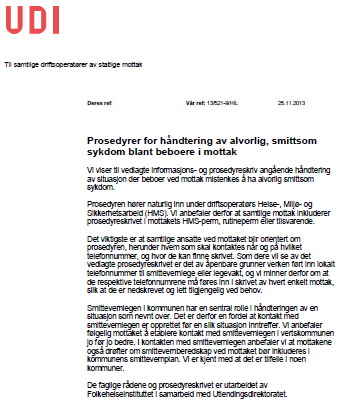 UDI
Til samtlige driftsoperatører av statlige mottak
Deres ref: Vår ref: 13/521-9/HIL 25.11.2013
Prosedyrer for håndtering av alvorlig, smittsom
sykdom blant beboere i mottak
Vi viser til vedlagte informasjons- og prosedyreskriv angående håndtering
av situasjon der beboer ved mottak mistenkes å ha alvorlig smittsom
sykdom.
Prosedyren hører naturlig inn under driftsoperatørs Helse-, Miljø- og
Sikkerhetsarbeid (HMS). Vi anbefaler derfor at samtlige mottak inkluderer
prosedyreskrivet i mottakets HMS-perm, rutineperm eller tilsvarende.
Det viktigste er at samtlige ansatte ved mottaket blir orientert om
prosedyren, herunder hvem som skal kontaktes når og på hvilket
telefonnummer, og hvor de kan finne skrivet. Som dere vil se av det
vedlagte prosedyreskrivet er det av åpenbare grunner verken ført inn lokalt
telefonnummer til smittevernlege eller legevakt, og vi minner derfor om at
de respektive telefonnumrene må føres inn i skrivet av hvert enkelt mottak,
slik at de er nedskrevet og lett tilgjengelig ved behov.
Smittevernlegen i kommunen har en sentral rolle i håndteringen av en
situasjon som nevnt over. Det er derfor en fordel at kontakt med
smittevernlegen er opprettet før en slik situasjon inntreffer. Vi anbefaler
følgelig mottaket å etablere kontakt med smittevernlegen i vertskommunen
jo før jo bedre. I kontakten med smittevernlegen anbefaler vi at mottakene
også drøfter om smittevernberedskap ved mottaket bør inkluderes i
kommunens smittevernplan. Vi er kjent med at det er tilfelle i noen
kommuner.
De faglige rådene og prosedyreskrivet er utarbeidet av
Folkehelseinstituttet i samarbeid med Utlendingsdirektoratet.